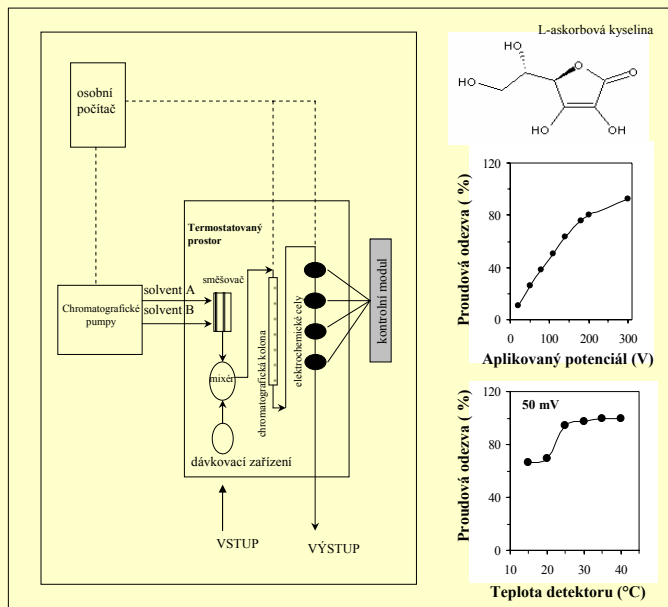 osobní
počítač
Termostatovaný
prostor
směšovač
solvent A
solvent B
Chromatografické
pumpy
mixér
dávkovací zařízení
chromatografická kolona
elektrochemické cely
kontrolní modul
VSTUP
VÝSTUP
L-askorbová kyselina
HO
HO
O
O
HO
OH
Proudová odezva ( %)
120
80
40
0
0 100 200 300
Aplikovaný potenciál (V)
50 mV
Proudová odezva ( %)
120
80
40
0
10 20 30 40
Teplota detektoru (°C)